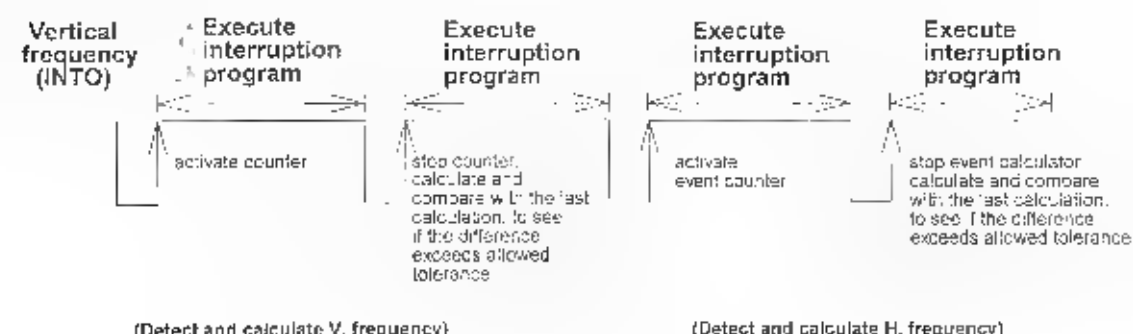 Vertical
frequency
(INT0)
Execute
interruption
program
Execute
interruption
program
Execute
interruption
program
Execute
interruption
program
activate counter
stop counter,
calculate and
compare with the last
calculation, to see
if the difference
exceeds allowed
tolerance
activate
event counter
stop event calculator
calculate and compare
with the last calculation,
to see if the difference
exceeds allowed tolerance
(Detect and calculate V. frequency)
(Detect and calculate H. frequency)